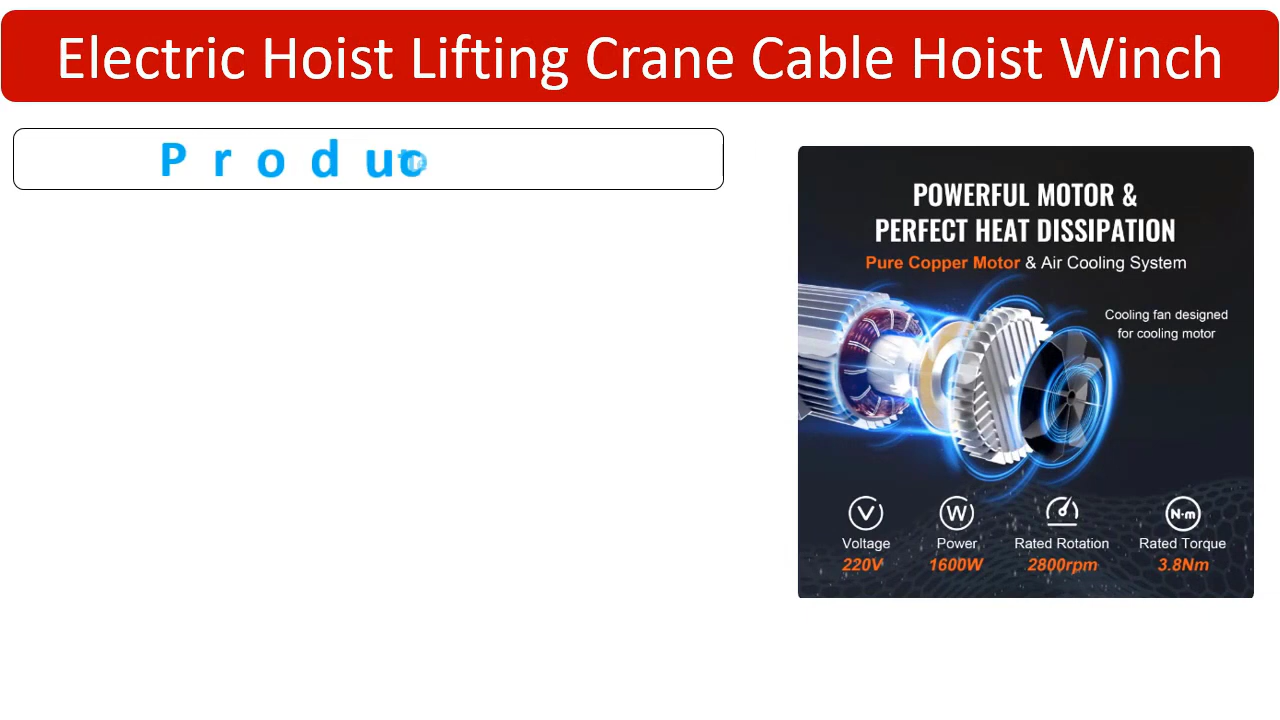 Electric Hoist Lifting Crane Cable Hoist Winch
P r o d u
POWERFUL MOTOR &
PERFECT HEAT DISSIPATION
Pure Copper Motor & Air Cooling System
Cooling fan designed
for cooling motor
V W N·m
Voltage Power Rated Rotation Rated Torque
220V 1600W 2800rpm 3.8Nm